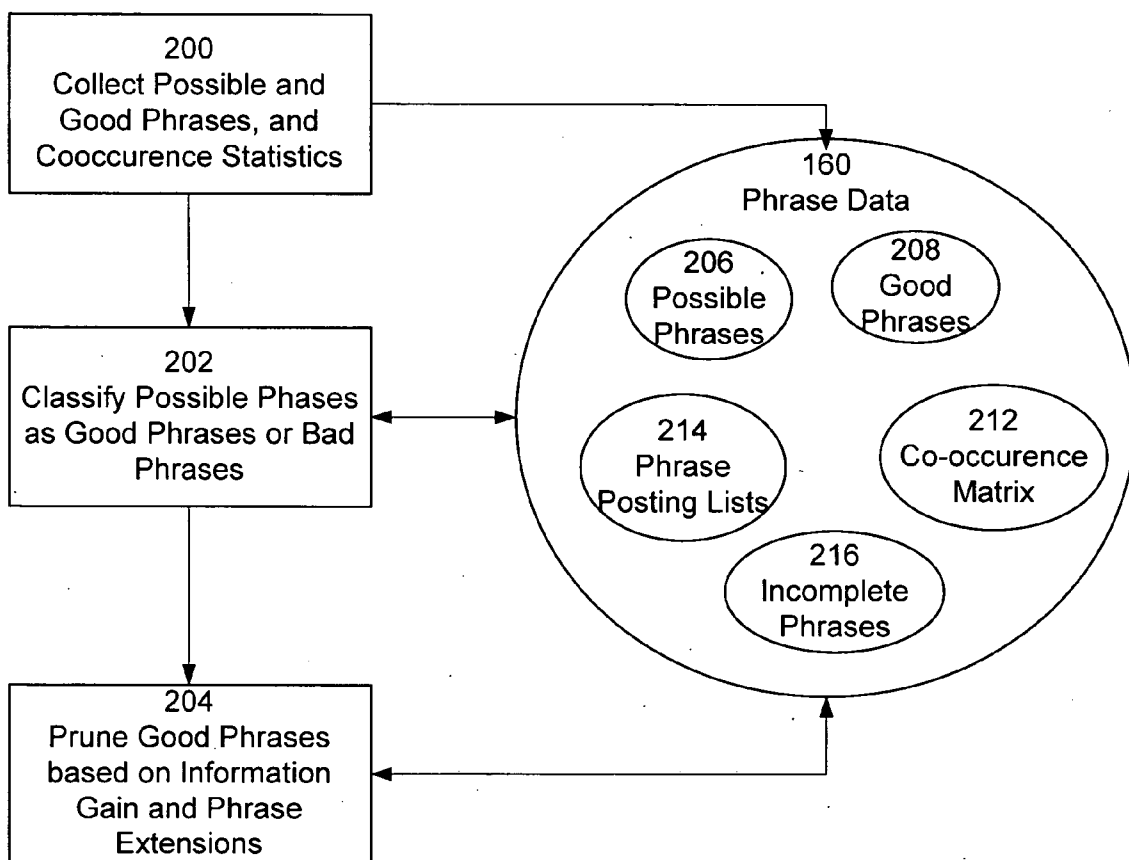 200
Collect Possible and
Good Phrases, and
Cooccurence Statistics
202
Classify Possible Phases
as Good Phrases or Bad
Phrases
204
Prune Good Phrases
based on Information
Gain and Phrase
Extensions
160
Phrase Data
206
Possible
Phrases
208
Good
Phrases
214
Phrase
Posting Lists
212
Co-occurence
Matrix
216
Incomplete
Phrases